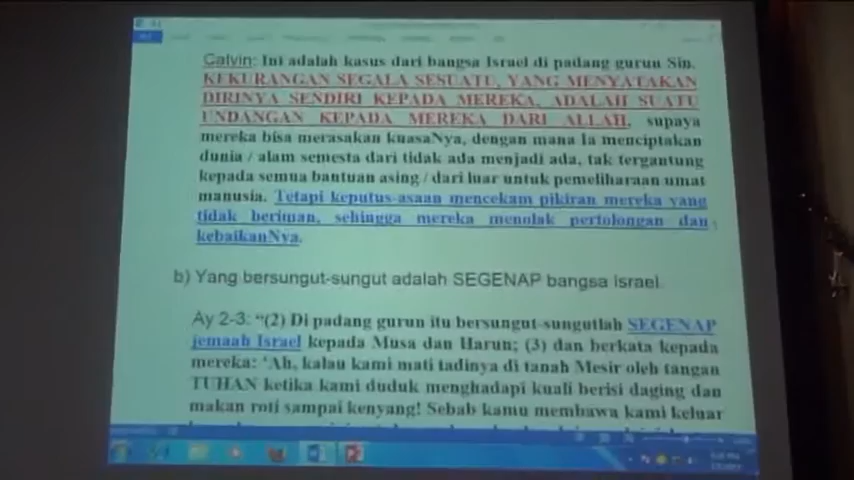 Calvin: Ini adalah kasus dari bangsa Israel di padang gurun Sin.
KEKURANGAN SEGALA SESUATU, YANG MENYATAKAN
DIRINYA SENDIRI KEPADA MEREKA, ADALAH SUATU
UNDANGAN KEPADA MEREKA DARI ALLAH, supaya
mereka bisa merasakan kuasaNya, dengan mana Ia menciptakan
dunia / alam semesta dari tidak ada menjadi ada, tak tergantung
kepada semua bantuan asing / dari luar untuk pemeliharaan umat
manusia. Tetapi keputus-asaan mencekam pikiran mereka yang
tidak beriman, sehingga mereka menolak pertolongan dan
kebaikanNya.
b) Yang bersungut-sungut adalah SEGENAP bangsa Israel.
Ay 2-3: “(2) Di padang gurun itu bersungut-sungutlah SEGENAP
jemaah Israel kepada Musa dan Harun; (3) dan berkata kepada
mereka: ‘Ah, kalau kami mati tadinya di tanah Mesir oleh tangan
TUHAN ketika kami duduk menghadapi kuali berisi daging dan
makan roti sampai kenyang! Sebab kamu membawa kami keluar